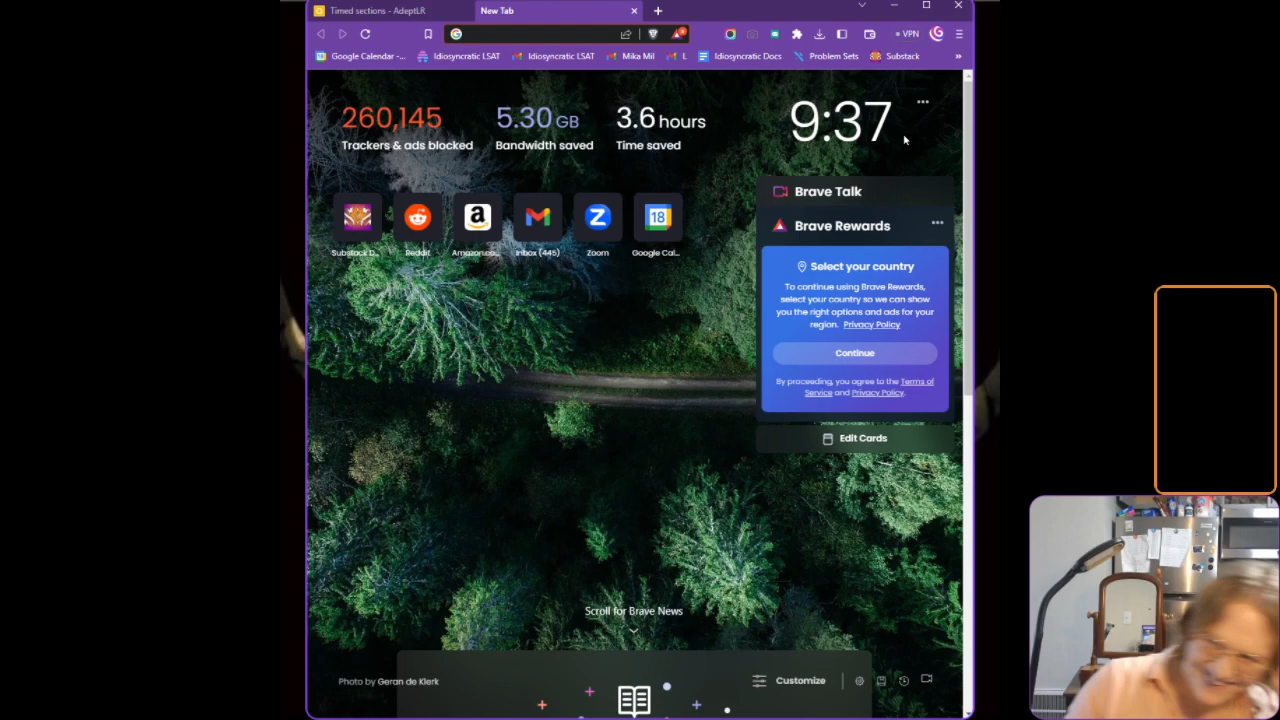 Timed sections - AdeptLR
New Tab
VPN
Google Calendar -...
Idiosyncratic LSAT
Idiosyncratic LSAT
Mika Mil
L
Idiosyncratic Docs
Problem Sets
Substack
»
260,145
Trackers & ads blocked
5.30 GB
Bandwidth saved
3.6 hours
Time saved
9:37
Substack D...
Reddit
Amazon.co...
Inbox (445)
Zoom
18
Google Cal...
Brave Talk
Brave Rewards
Select your country
To continue using Brave Rewards,
select your country so we can show
you the right options and ads for your
region. Privacy Policy
Continue
By proceeding, you agree to the Terms of
Service and Privacy Policy.
Edit Cards
Scroll for Brave News
Photo by Geran de Klerk
Customize